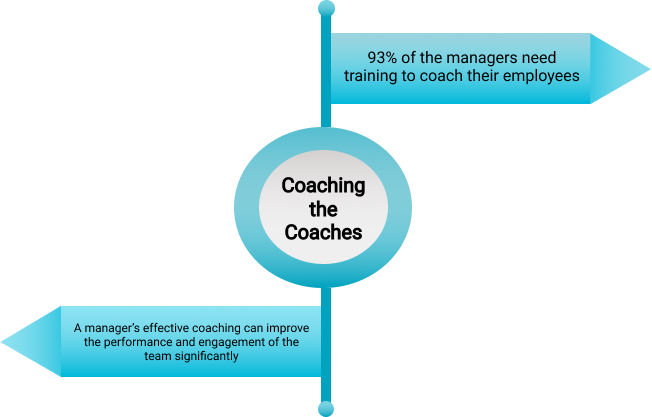 93% of the managers need
training to coach their employees
Coaching
the
Coaches
A manager's effective coaching can improve
the performance and engagement of the
team significantly